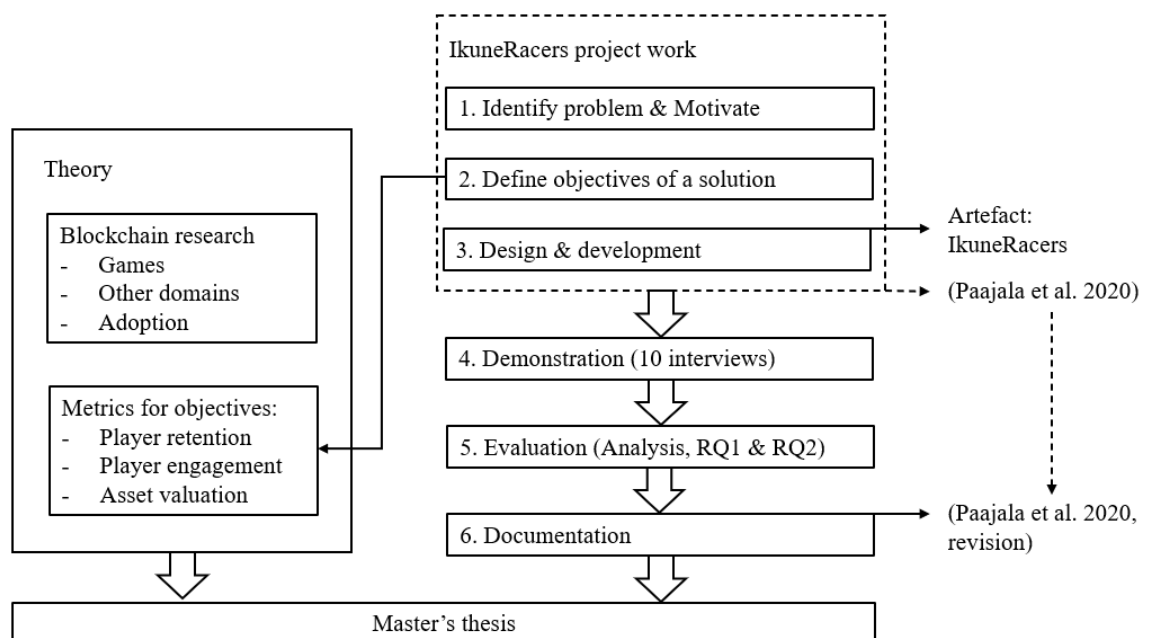 IkuneRacers project work
1. Identify problem & Motivate
2. Define objectives of a solution
3. Design & development
Artefact:
IkuneRacers
(Paajala et al. 2020)
Theory
Blockchain research
- Games
- Other domains
- Adoption
Metrics for objectives:
- Player retention
- Player engagement
- Asset valuation
4. Demonstration (10 interviews)
5. Evaluation (Analysis, RQ1 & RQ2)
6. Documentation
(Paajala et al. 2020,
revision)
Master’s thesis